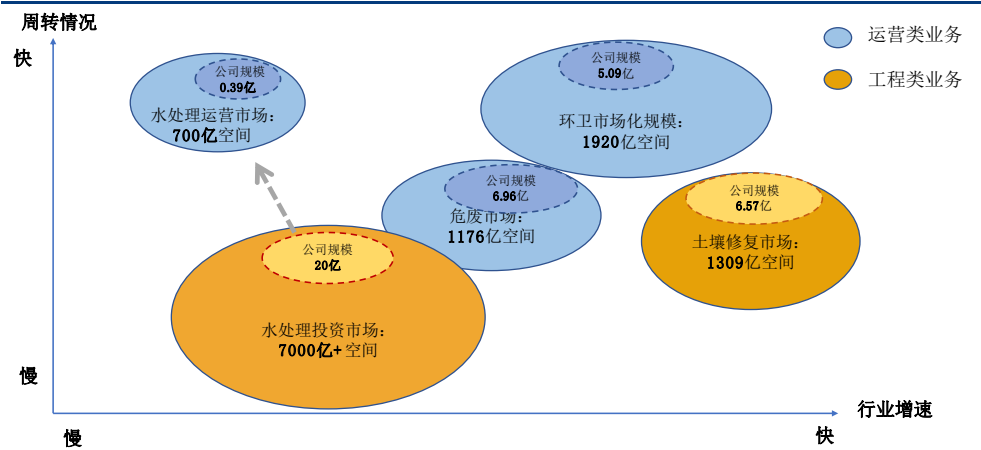 周转情况
快
运营类业务
工程类业务
公司规模
0.39亿
水处理运营市场:
700亿空间
公司规模
5.09亿
环卫市场化规模:
1920亿空间
公司规模
6.96亿
危废市场:
1176亿空间
公司规模
6.57亿
土壤修复市场:
1309亿空间
公司规模
20亿
水处理投资市场:
7000亿+空间
慢
行业增速
慢
快